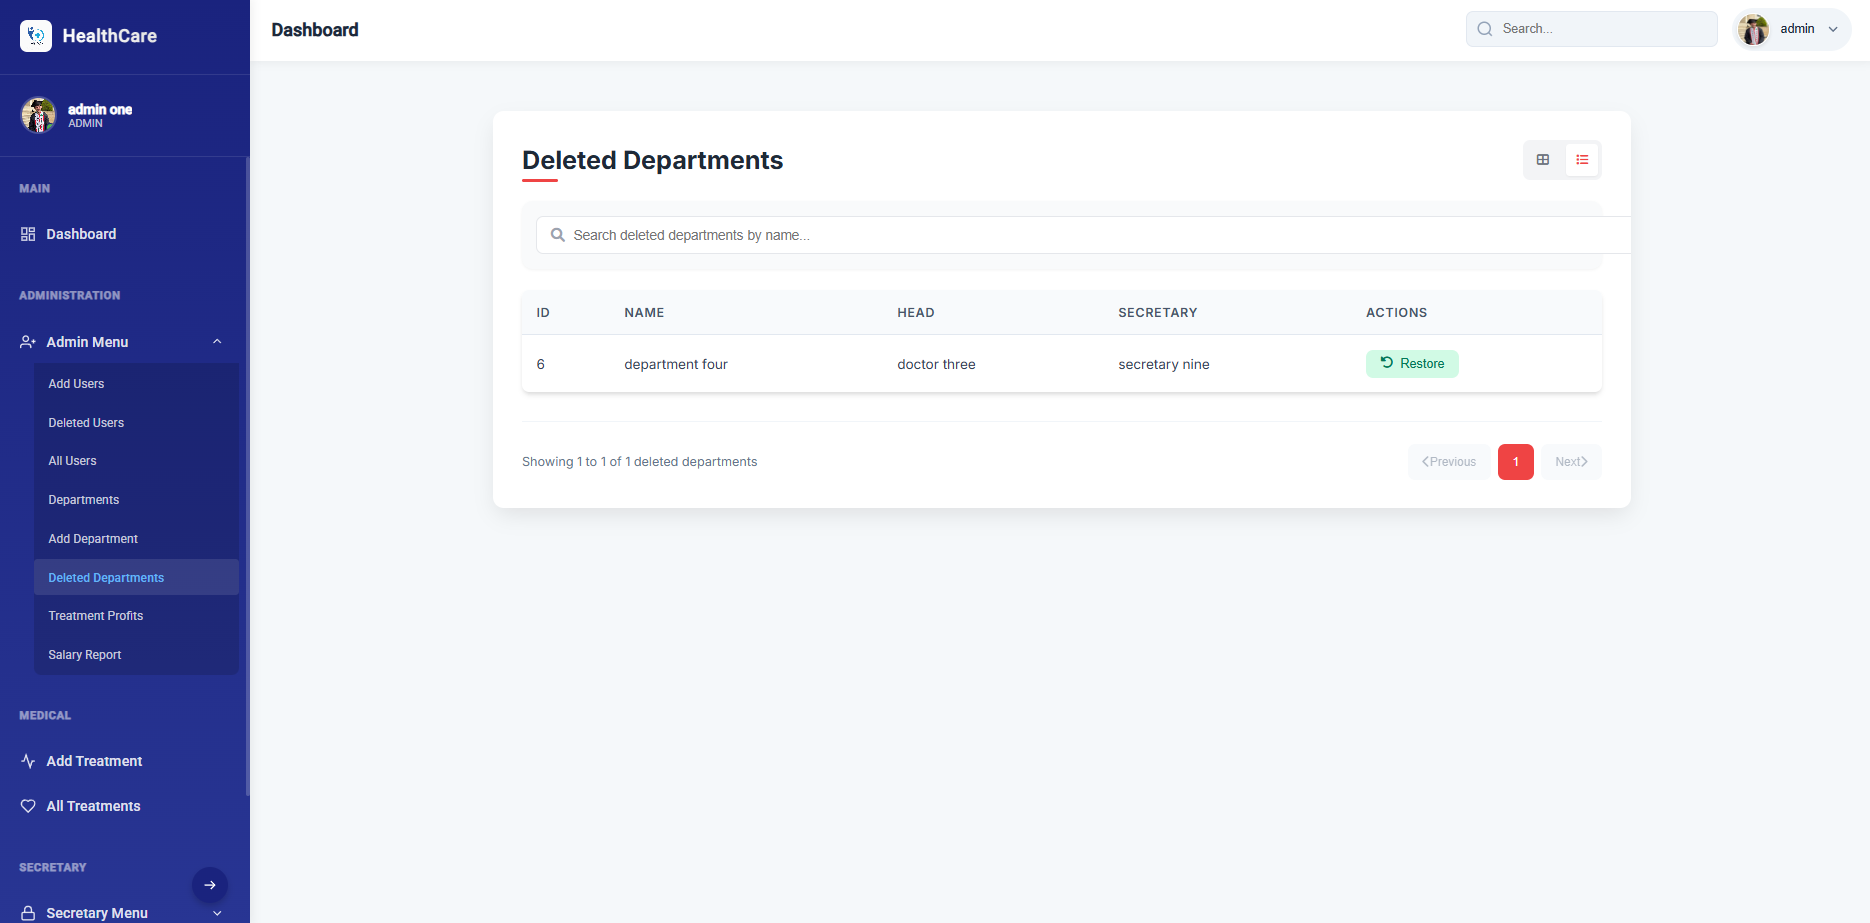 HealthCare
admin one
ADMIN
MAIN
Dashboard
ADMINISTRATION
Admin Menu
Add Users
Deleted Users
All Users
Departments
Add Department
Deleted Departments
Treatment Profits
Salary Report
MEDICAL
Add Treatment
All Treatments
SECRETARY
Secretary Menu
Dashboard
Search...
admin
Deleted Departments
Search deleted departments by name...
ID NAME HEAD SECRETARY ACTIONS
6 department four doctor three secretary nine Restore
Showing 1 to 1 of 1 deleted departments
Previous 1 Next